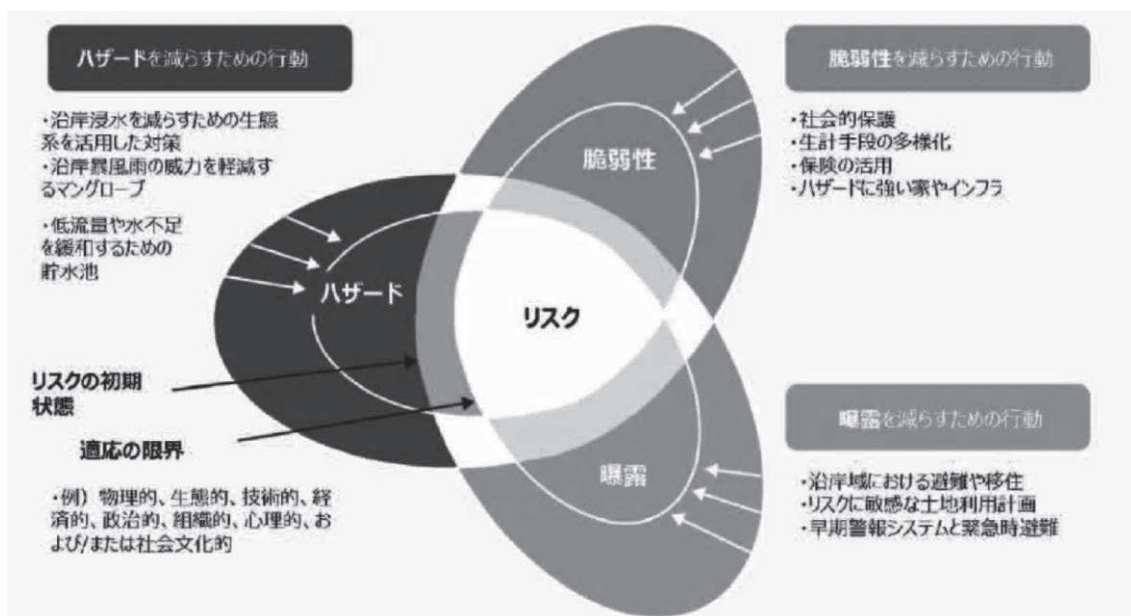 ハザードを減らすための行動
・沿岸浸水を減らすための生態
系を活用した対策
・沿岸暴風雨の威力を軽減す
るマングローブ
・低流量や水不足
を緩和するための
貯水池
脆弱性を減らすための行動
・社会的保護
・生計手段の多様化
・保険の活用
・ハザードに強い家やインフラ
脆弱性
ハザード
リスク
曝露
リスクの初期
状態
適応の限界
・例）物理的、生態的、技術的、経
済的、政治的、組織的、心理的、お
よび/または社会文化的
曝露を減らすための行動
・沿岸域における避難や移住
・リスクに敏感な土地利用計画
・早期警報システムと緊急時避難